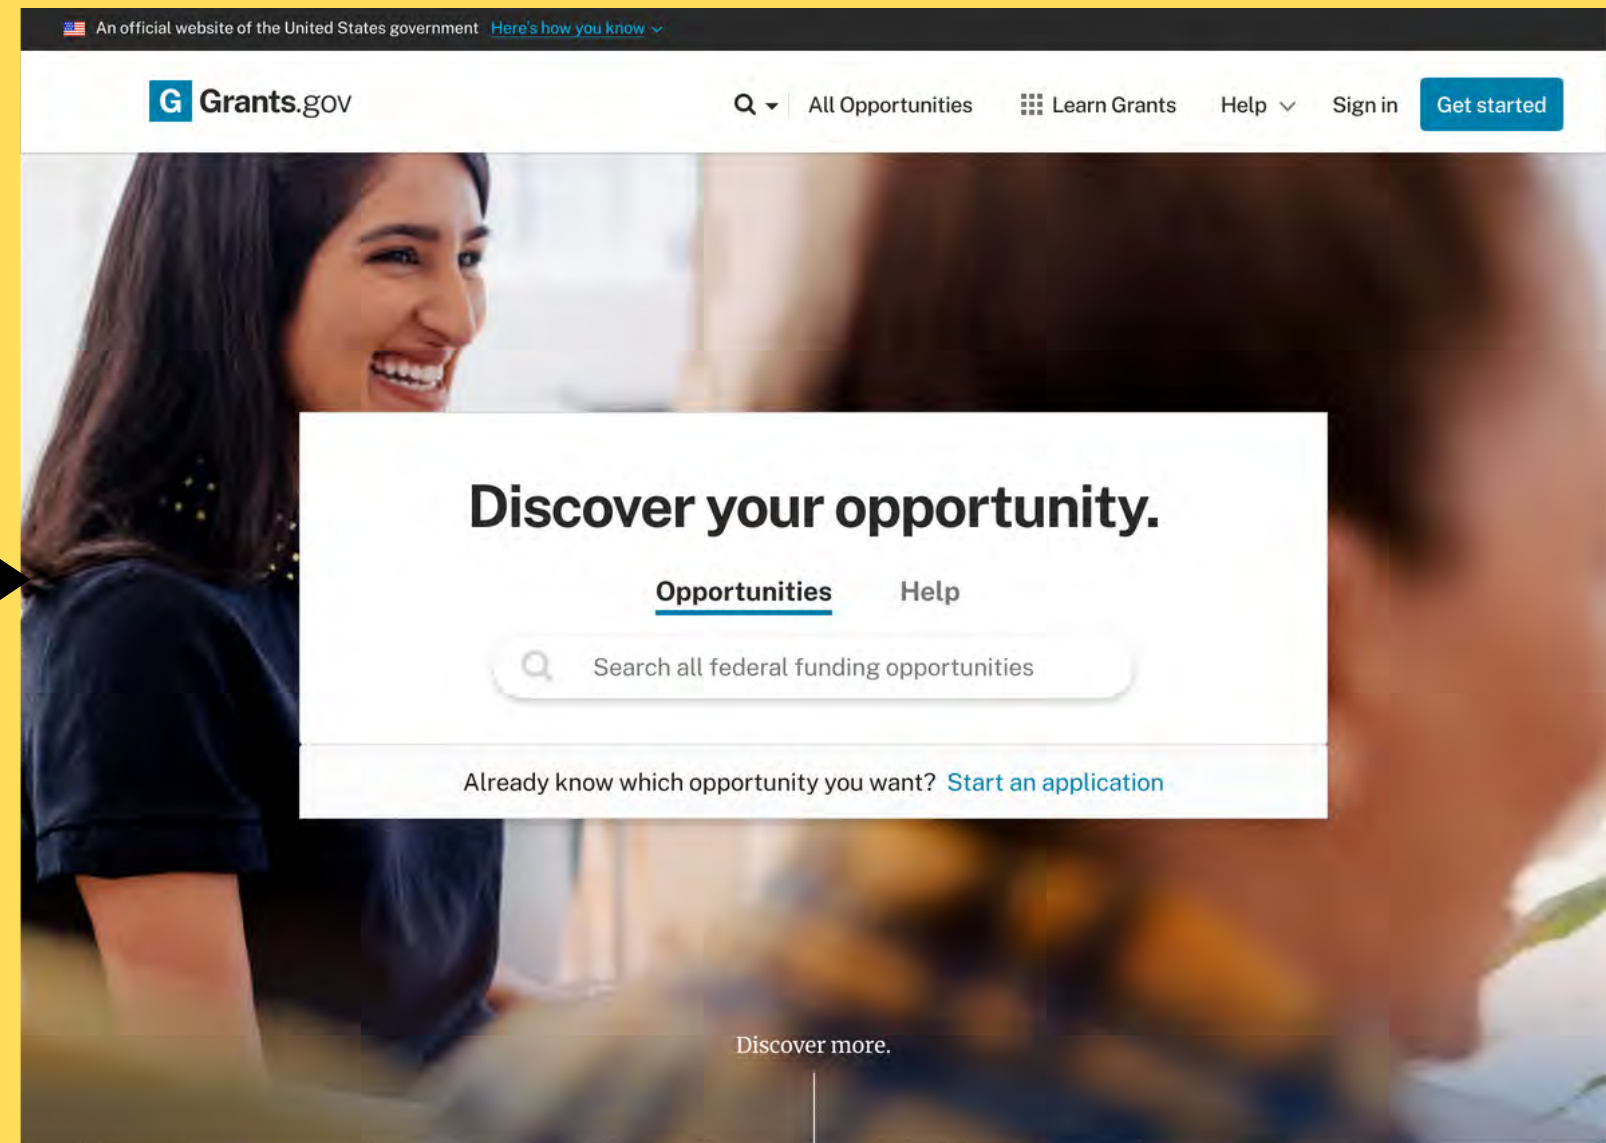 An official website of the United States government Here's how you know
G Grants.gov
All Opportunities Learn Grants Help Sign in Get started
Discover your opportunity.
Opportunities Help
Search all federal funding opportunities
Already know which opportunity you want? Start an application
Discover more.